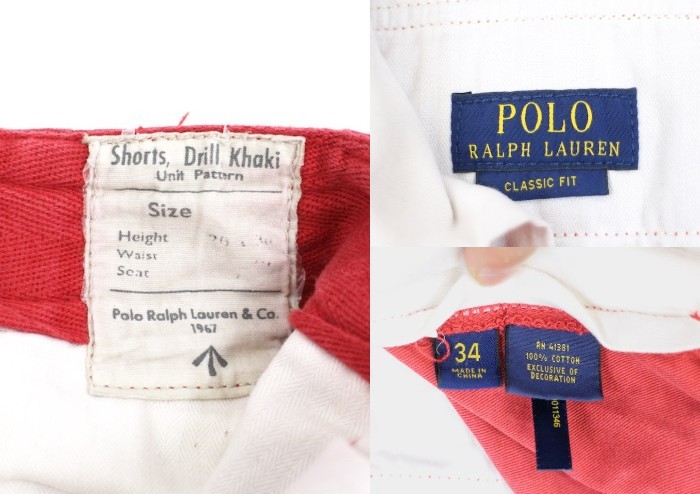 Shorts, Drill Khaki
Unit Pattern
Size
Height
Waist
Seat
Polo Ralph Lauren & Co.
1967
POLO
RALPH LAUREN
CLASSIC FIT
34
MADE IN
CHINA
RN 41381
100% COTTON
EXCLUSIVE OF
DECORATION
011346